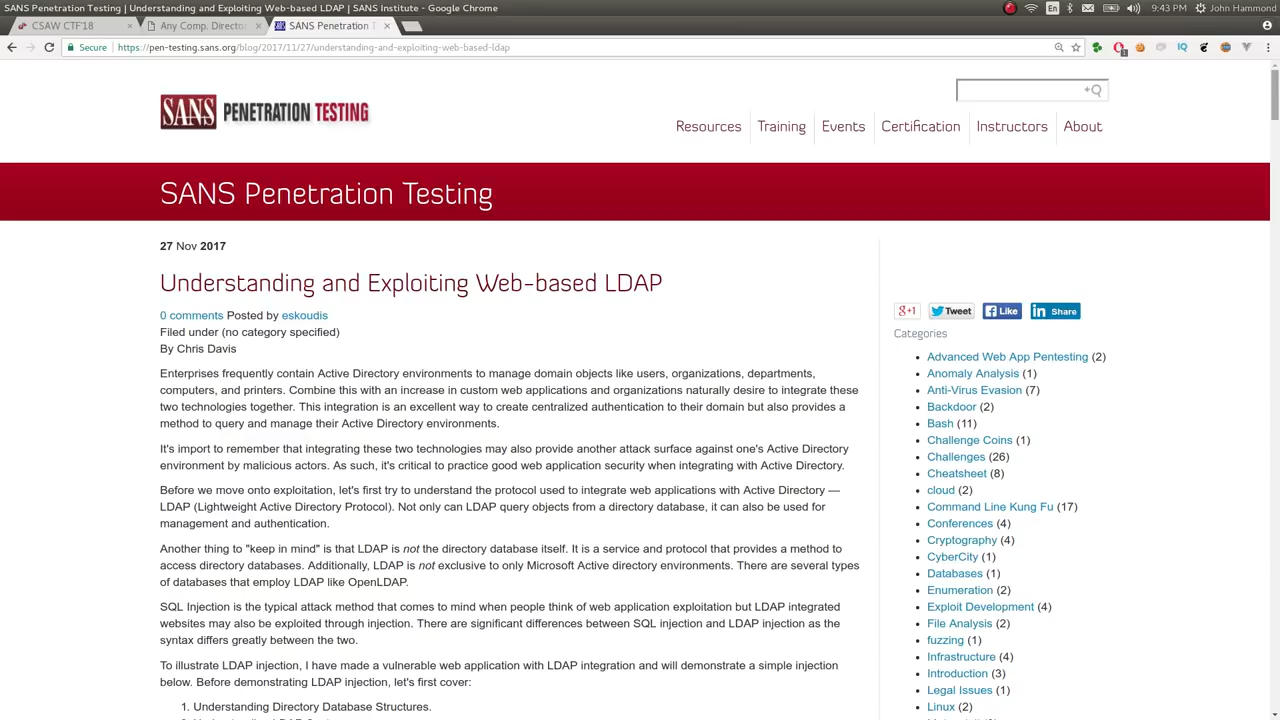 SANS Penetration Testing | Understanding and Exploiting Web-based LDAP | SANS Institute - Google Chrome
En
9:43 PM
John Hammond
CSAW CTF'18
Any Comp. Director
SANS Penetration T
Secure
https://pen-testing.sans.org/blog/2017/11/27/understanding-and-exploiting-web-based-ldap
1
IQ
SANS PENETRATION TESTING
+Q
Resources
Training
Events
Certification
Instructors
About
SANS Penetration Testing
27 Nov 2017
Understanding and Exploiting Web-based LDAP
0 comments Posted by eskoudis
Filed under (no category specified)
By Chris Davis
Enterprises frequently contain Active Directory environments to manage domain objects like users, organizations, departments,
computers, and printers. Combine this with an increase in custom web applications and organizations naturally desire to integrate these
two technologies together. This integration is an excellent way to create centralized authentication to their domain but also provides a
method to query and manage their Active Directory environments.
It's import to remember that integrating these two technologies may also provide another attack surface against one's Active Directory
environment by malicious actors. As such, it's critical to practice good web application security when integrating with Active Directory.
Before we move onto exploitation, let's first try to understand the protocol used to integrate web applications with Active Directory —
LDAP (Lightweight Active Directory Protocol). Not only can LDAP query objects from a directory database, it can also be used for
management and authentication.
Another thing to "keep in mind" is that LDAP is not the directory database itself. It is a service and protocol that provides a method to
access directory databases. Additionally, LDAP is not exclusive to only Microsoft Active directory environments. There are several types
of databases that employ LDAP like OpenLDAP.
SQL Injection is the typical attack method that comes to mind when people think of web application exploitation but LDAP integrated
websites may also be exploited through injection. There are significant differences between SQL injection and LDAP injection as the
syntax differs greatly between the two.
To illustrate LDAP injection, I have made a vulnerable web application with LDAP integration and will demonstrate a simple injection
below. Before demonstrating LDAP injection, let's first cover:
1. Understanding Directory Database Structures.
g+1
Tweet
Like
Share
Categories
Advanced Web App Pentesting (2)
Anomaly Analysis (1)
Anti-Virus Evasion (7)
Backdoor (2)
Bash (11)
Challenge Coins (1)
Challenges (26)
Cheatsheet (8)
cloud (2)
Command Line Kung Fu (17)
Conferences (4)
Cryptography (4)
CyberCity (1)
Databases (1)
Enumeration (2)
Exploit Development (4)
File Analysis (2)
fuzzing (1)
Infrastructure (4)
Introduction (3)
Legal Issues (1)
Linux (2)